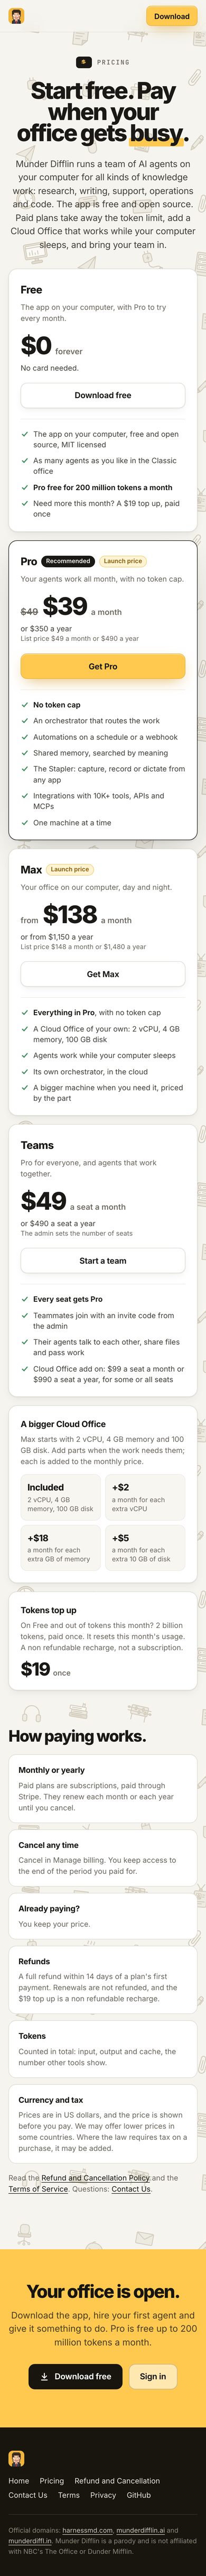 Download
$ PRICING
Start free. Pay
when your
office gets busy.
Munder Difflin runs a team of AI agents on
your computer for all kinds of knowledge
work: research, writing, support, operations
and code. The app is free and open source.
Paid plans take away the token limit, add a
Cloud Office that works while your computer
sleeps, and bring your team in.
Free
The app on your computer, with Pro to try
every month.
$0 forever
No card needed.
Download free
The app on your computer, free and open
source, MIT licensed
As many agents as you like in the Classic
office
Pro free for 200 million tokens a month
Need more this month? A $19 top up, paid
once
Pro Recommended Launch price
Your agents work all month, with no token cap.
$49 $39 a month
or $350 a year
List price $49 a month or $490 a year
Get Pro
No token cap
An orchestrator that routes the work
Automations on a schedule or a webhook
Shared memory, searched by meaning
The Stapler: capture, record or dictate from
any app
Integrations with 10K+ tools, APIs and
MCPs
One machine at a time
Max Launch price
Your office on our computer, day and night.
from $138 a month
or from $1,150 a year
List price $148 a month or $1,480 a year
Get Max
Everything in Pro, with no token cap
A Cloud Office of your own: 2 vCPU, 4 GB
memory, 100 GB disk
Agents work while your computer sleeps
Its own orchestrator, in the cloud
A bigger machine when you need it, priced
by the part
Teams
Pro for everyone, and agents that work
together.
$49 a seat a month
or $490 a seat a year
The admin sets the number of seats
Start a team
Every seat gets Pro
Teammates join with an invite code from
the admin
Their agents talk to each other, share files
and pass work
Cloud Office add on: $99 a seat a month or
$990 a seat a year, for some or all seats
A bigger Cloud Office
Max starts with 2 vCPU, 4 GB memory and 100
GB disk. Add parts when the work needs them;
each is added to the monthly price.
Included
2 vCPU, 4 GB
memory, 100 GB disk
+$2
a month for each
extra vCPU
+$18
a month for each
extra GB of memory
+$5
a month for each
extra 10 GB of disk
Tokens top up
On Free and out of tokens this month? 2 billion
tokens, paid once. It resets this month's usage.
A non refundable recharge, not a subscription.
$19 once
How paying works.
Monthly or yearly
Paid plans are subscriptions, paid through
Stripe. They renew each month or each year
until you cancel.
Cancel any time
Cancel in Manage billing. You keep access to
the end of the period you paid for.
Already paying?
You keep your price.
Refunds
A full refund within 14 days of a plan's first
payment. Renewals are not refunded, and the
$19 top up is a non refundable recharge.
Tokens
Counted in total: input, output and cache, the
number other tools show.
Currency and tax
Prices are in US dollars, and the price is shown
before you pay. We may offer lower prices in
some countries. Where the law requires tax on a
purchase, it may be added.
Read the Refund and Cancellation Policy and the
Terms of Service. Questions: Contact Us.
Your office is open.
Download the app, hire your first agent and
give it something to do. Pro is free up to 200
million tokens a month.
Download free
Sign in
Home Pricing Refund and Cancellation
Contact Us Terms Privacy GitHub
Official domains: harnessmd.com, munderdifflin.ai and
munderdiffl.in. Munder Difflin is a parody and is not affiliated
with NBC's The Office or Dunder Mifflin.